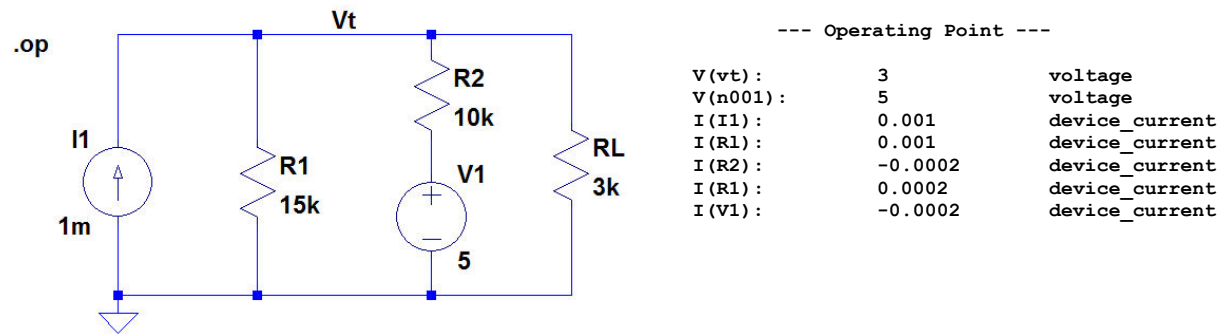 Vt
.op
R2
10k
I1
R1
15k
V1
RL
3k
1m
5
--- Operating Point ---
V(vt): 3 voltage
V(n001): 5 voltage
I(I1): 0.001 device_current
I(Rl): 0.001 device_current
I(R2): -0.0002 device_current
I(R1): 0.0002 device_current
I(V1): -0.0002 device_current